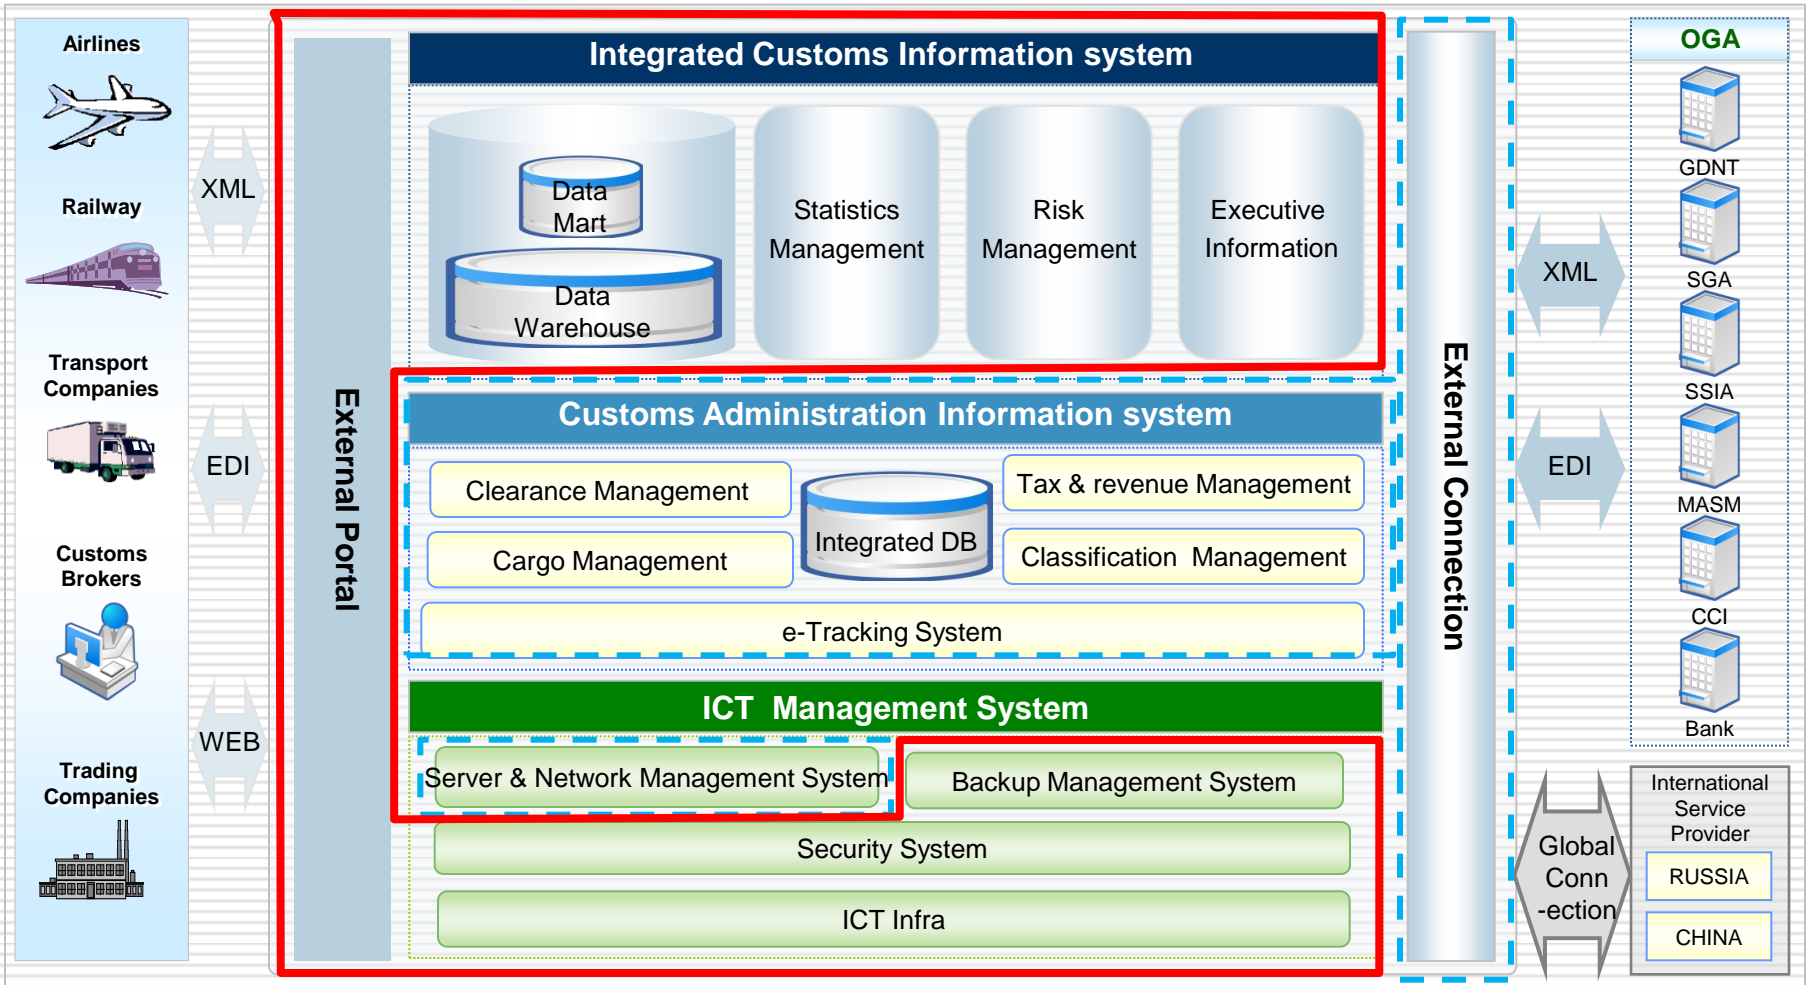 Airlines
Railway
Transport
Companies
Customs
Brokers
Trading
Companies
XML
EDI
WEB
External Portal
Integrated Customs Information system
Data
Mart
Data
Warehouse
Statistics
Management
Risk
Management
Executive
Information
Customs Administration Information system
Clearance Management
Cargo Management
Integrated DB
Tax & revenue Management
Classification Management
e-Tracking System
ICT Management System
Server & Network Management System
Backup Management System
Security System
ICT Infra
External Connection
XML
EDI
Global
Conn
-ection
OGA
GDNT
SGA
SSIA
MASM
CCI
Bank
International
Service
Provider
RUSSIA
CHINA